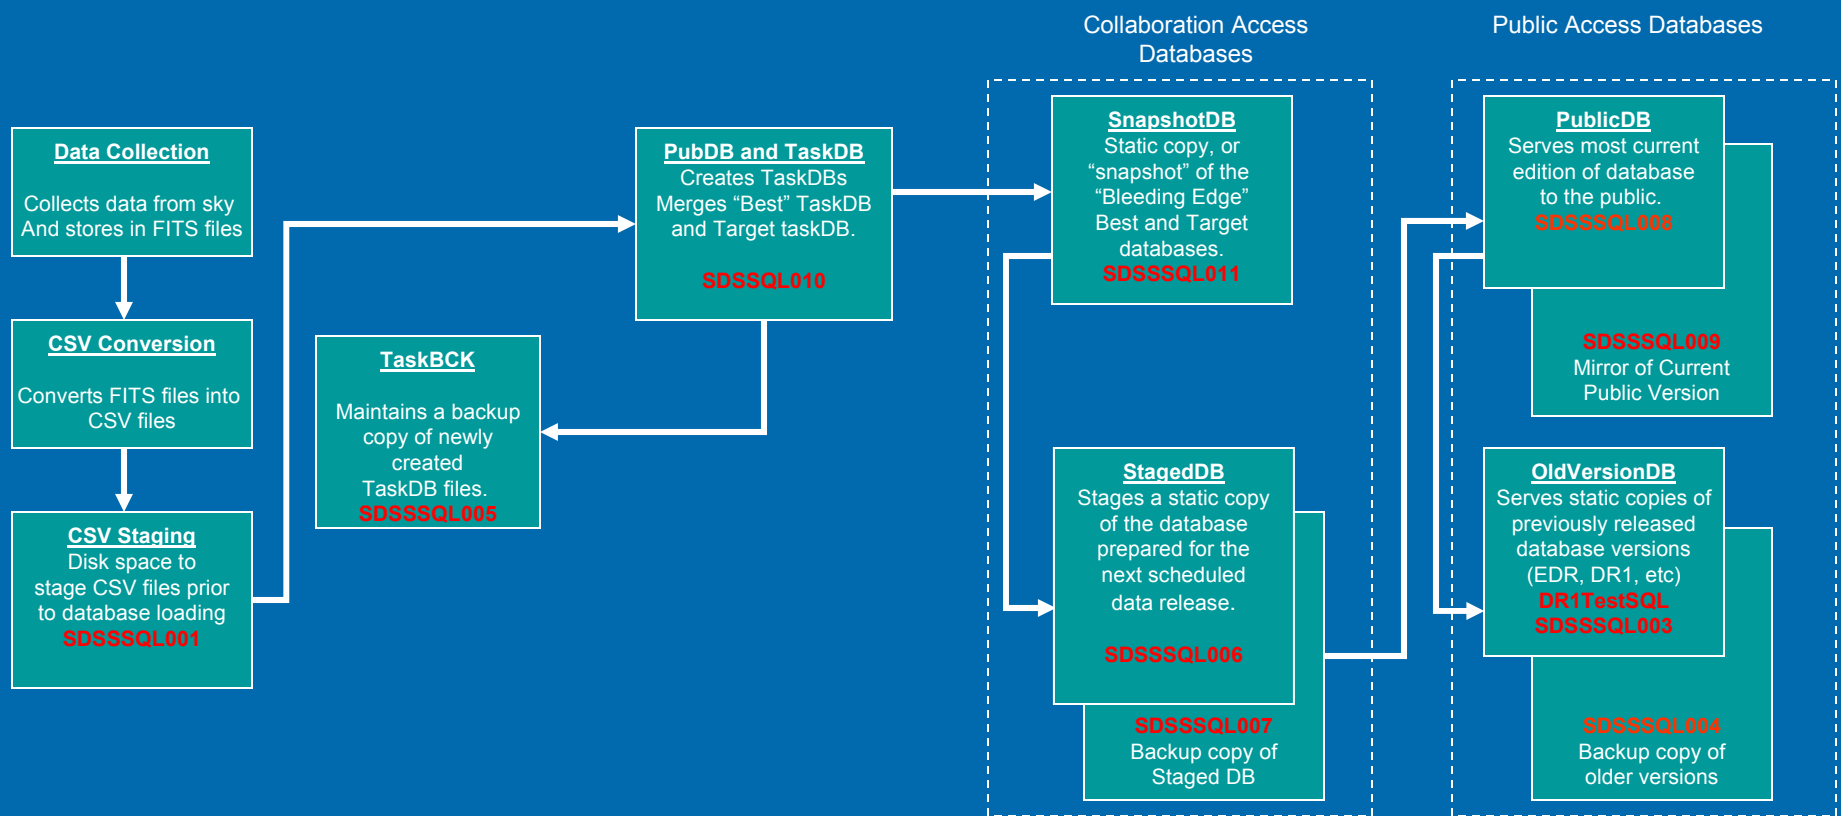 Collaboration Access
Databases
Public Access Databases
Data Collection
Collects data from sky
And stores in FITS files
CSV Conversion
Converts FITS files into
CSV files
CSV Staging
Disk space to
stage CSV files prior
to database loading
SDSSSQL001
TaskBCK
Maintains a backup
copy of newly
created
TaskDB files.
SDSSSQL005
PubDB and TaskDB
Creates TaskDBs
Merges “Best” TaskDB
and Target taskDB.
SDSSQL010
SnapshotDB
Static copy, or
“snapshot” of the
“Bleeding Edge”
Best and Target
databases.
SDSSSQL011
StagedDB
Stages a static copy
of the database
prepared for the
next scheduled
data release.
SDSSSQL006
SDSSSQL007
Backup copy of
Staged DB
PublicDB
Serves most current
edition of database
to the public.
SDSSSQL008
SDSSSQL009
Mirror of Current
Public Version
OldVersionDB
Serves static copies of
previously released
database versions
(EDR, DR1, etc)
DR1TestSQL
SDSSSQL003
SDSSSQL004
Backup copy of
older versions